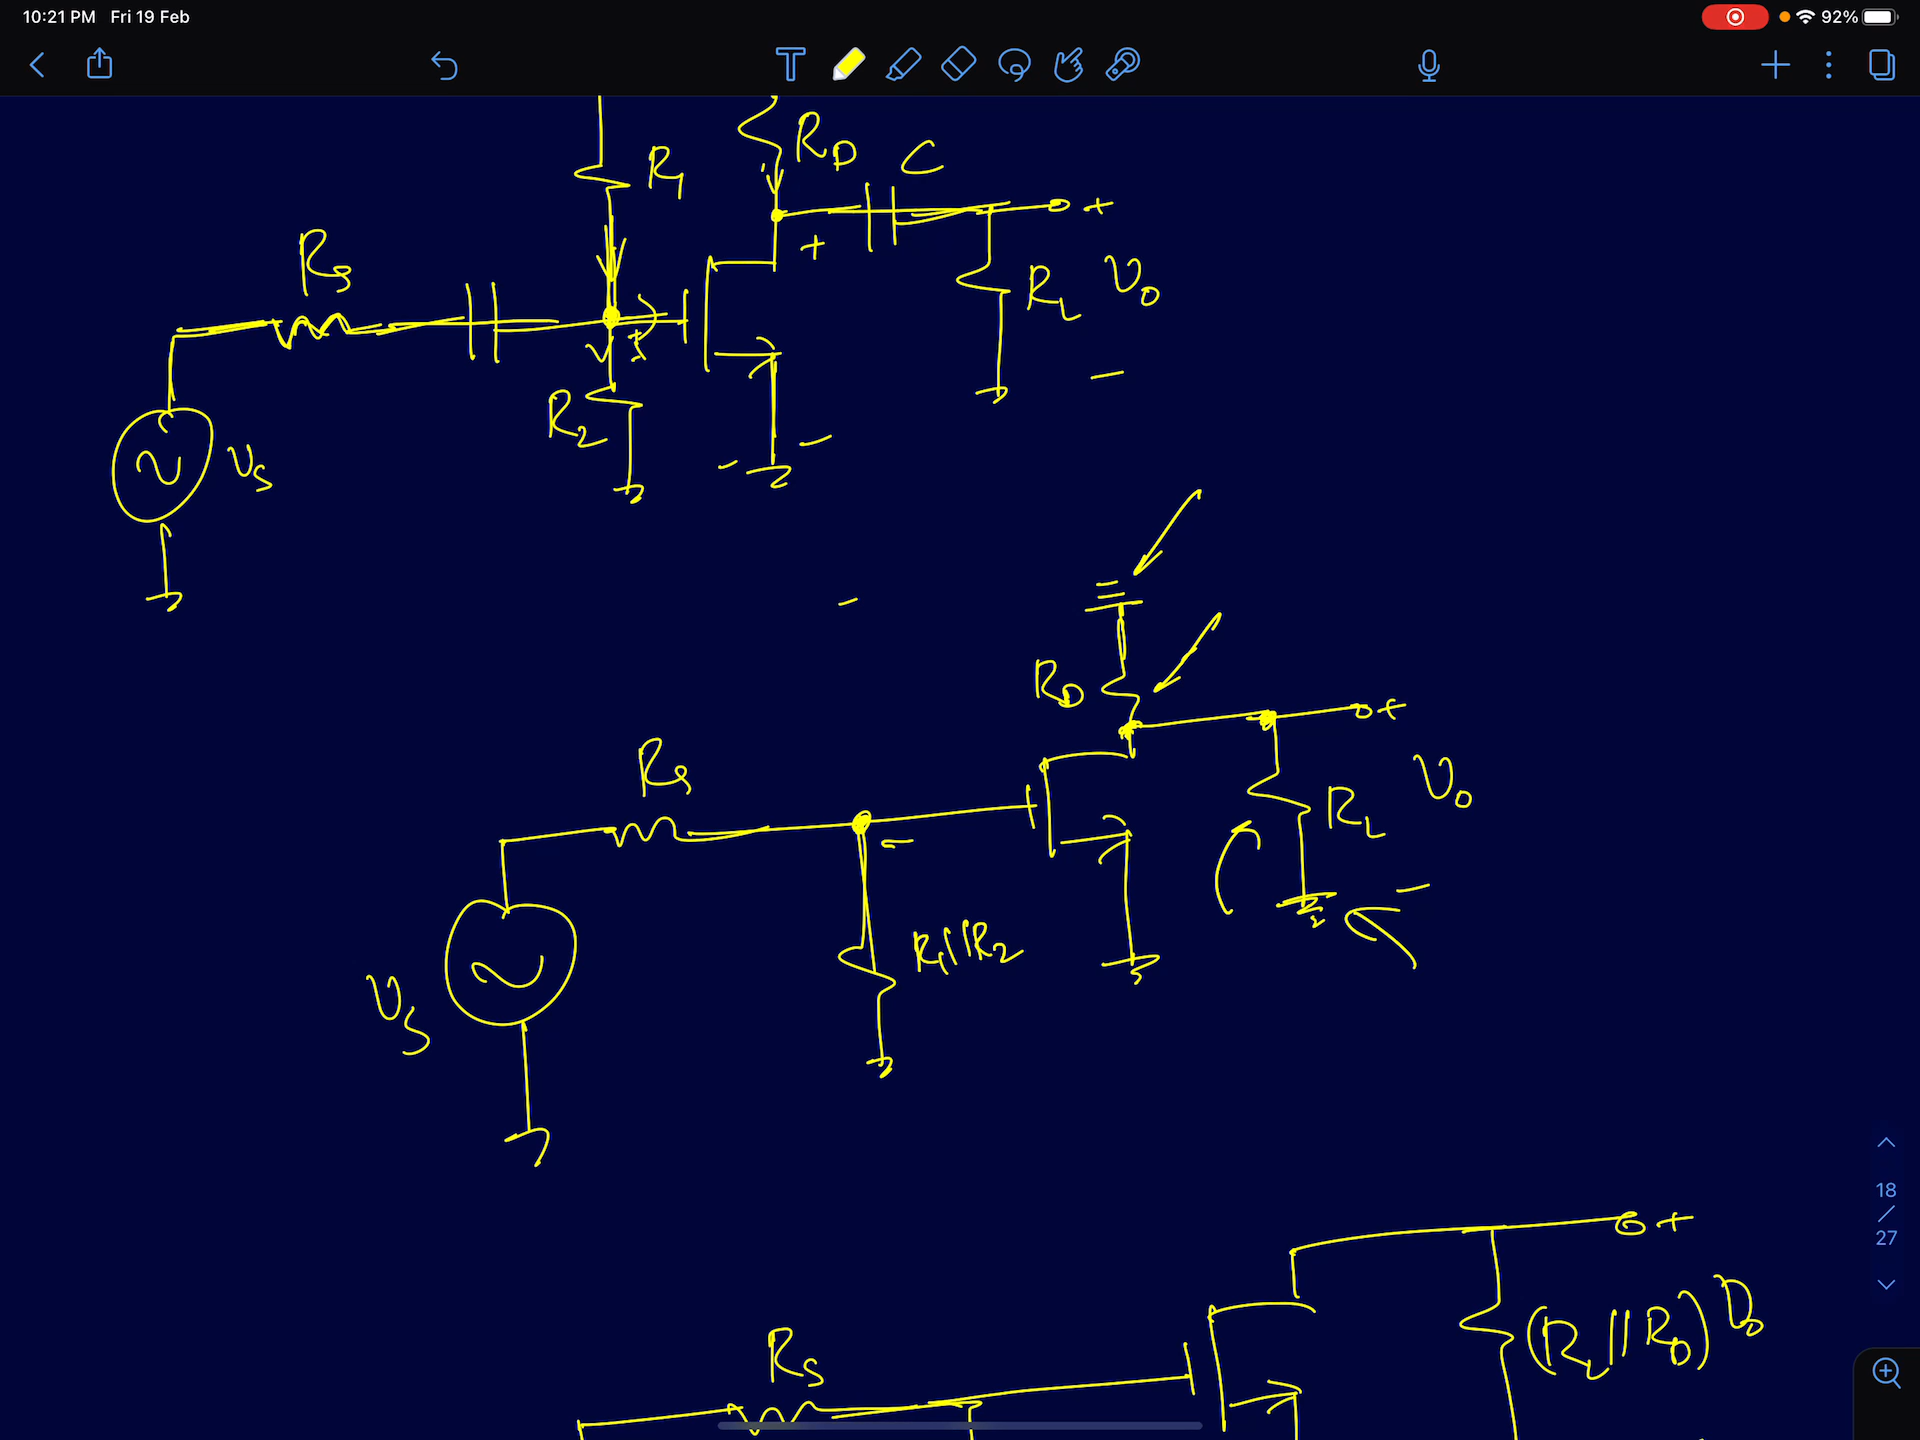 10:21 PM Fri 19 Feb
92%
R1
RD
C
+
+
RS
RL
vo
−
R2
−
−
vs
−
RD
+
RS
RL
vo
−
−
R1||R2
vs
18
/
27
+
(RL||RD)
vo
RS